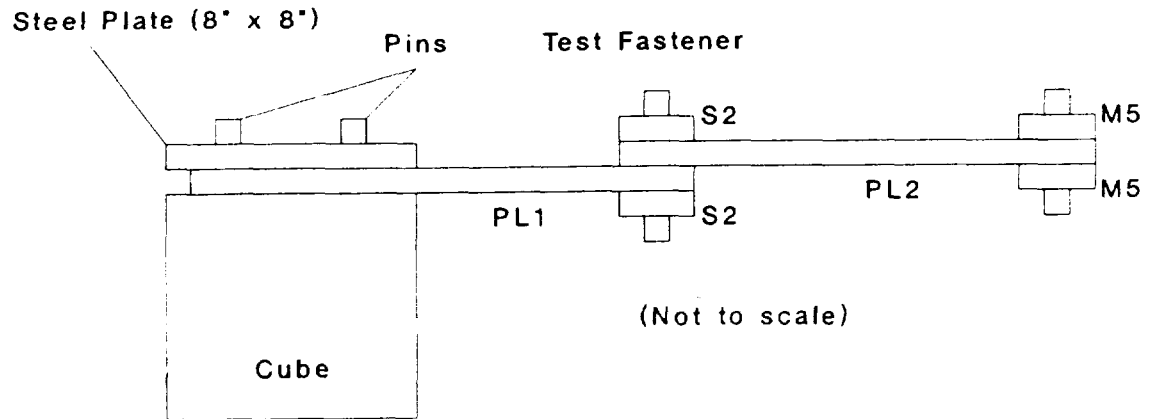 Steel Plate (8" x 8")
Pins
Test Fastener
S2
M5
PL1
S2
PL2
M5
(Not to scale)
Cube